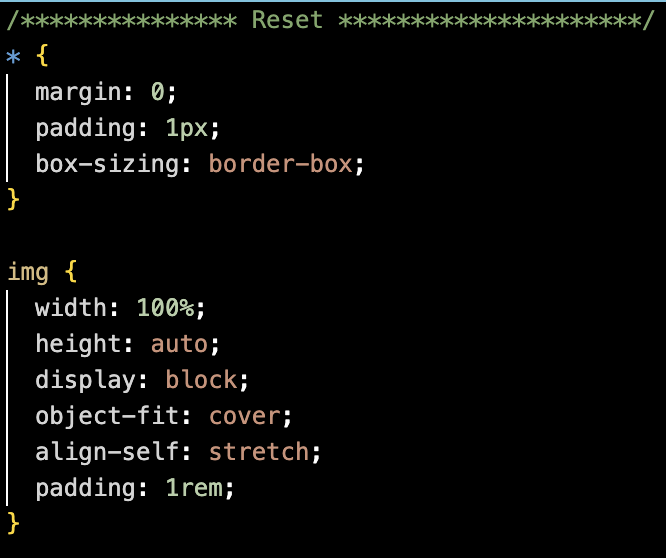 /*************** Reset *********************/
* {
  margin: 0;
  padding: 1px;
  box-sizing: border-box;
}

img {
  width: 100%;
  height: auto;
  display: block;
  object-fit: cover;
  align-self: stretch;
  padding: 1rem;
}